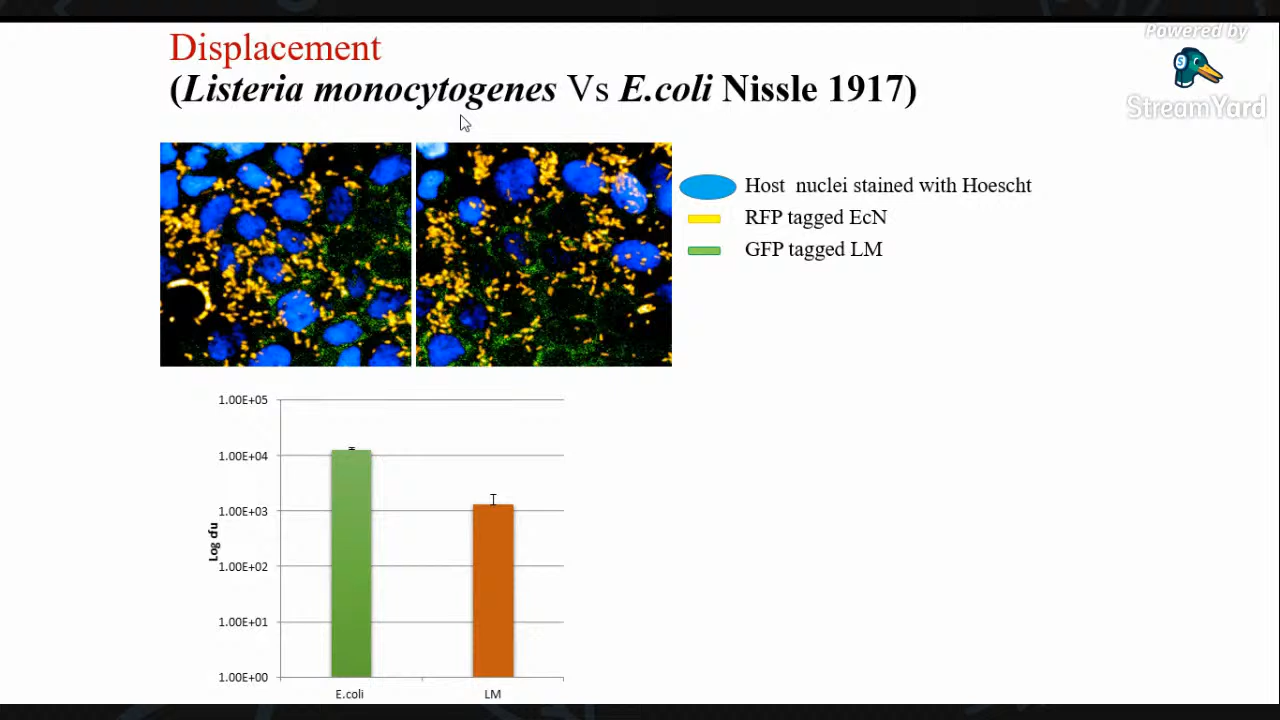 Powered by
StreamYard
Displacement
(Listeria monocytogenes Vs E.coli Nissle 1917)
Host nuclei stained with Hoescht
RFP tagged EcN
GFP tagged LM
1.00E+05
1.00E+04
1.00E+03
1.00E+02
1.00E+01
1.00E+00
Log
E.coli
LM